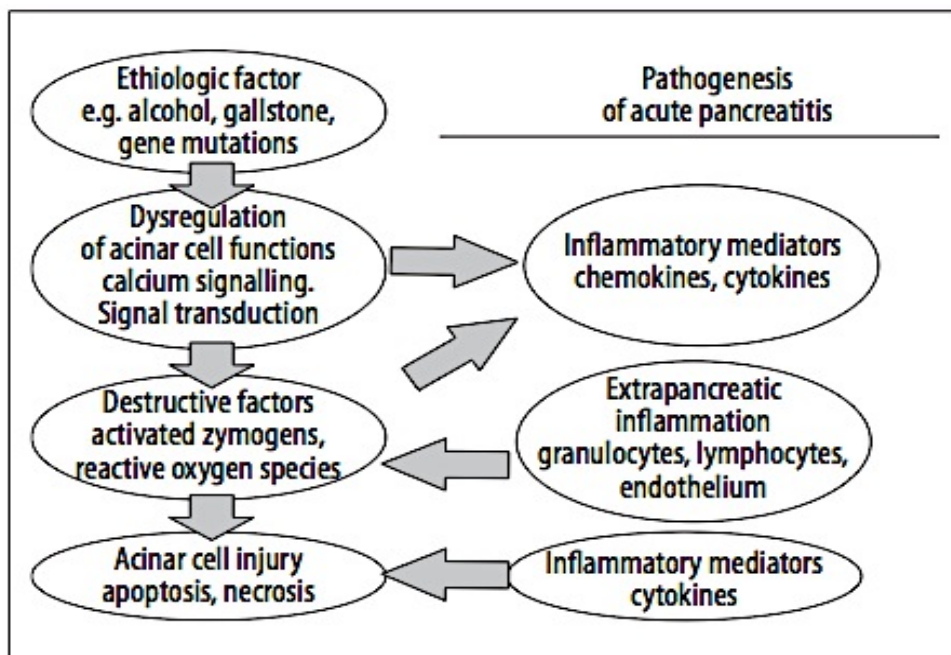 Ethiologic factor
e.g. alcohol, gallstone,
gene mutations
Pathogenesis
of acute pancreatitis
Dysregulation
of acinar cell functions
calcium signalling.
Signal transduction
Inflammatory mediators
chemokines, cytokines
Destructive factors
activated zymogens,
reactive oxygen species
Extrapancreatic
inflammation
granulocytes, lymphocytes,
endothelium
Acinar cell injury
apoptosis, necrosis
Inflammatory mediators
cytokines